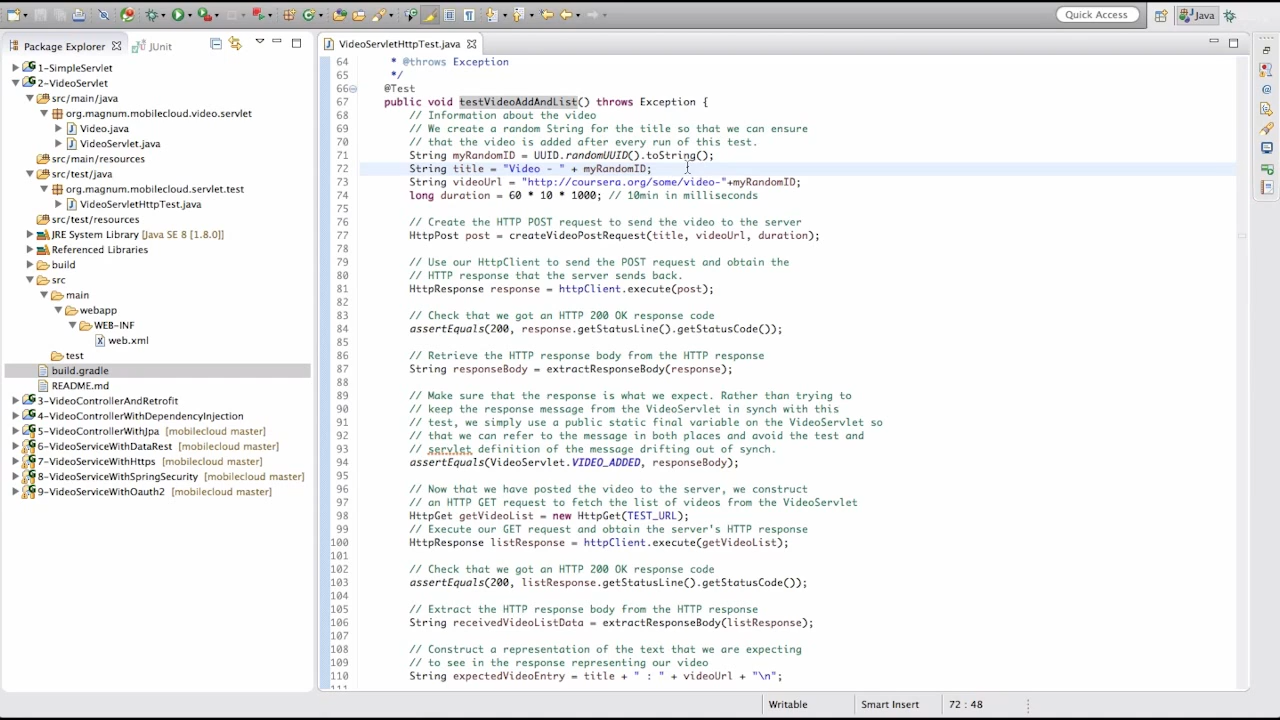 Quick Access
Java
Package Explorer
JUnit
1-SimpleServlet
2-VideoServlet
src/main/java
org.magnum.mobilecloud.video.servlet
Video.java
VideoServlet.java
src/main/resources
src/test/java
org.magnum.mobilecloud.servlet.test
VideoServletHttpTest.java
src/test/resources
JRE System Library [Java SE 8 [1.8.0]]
Referenced Libraries
build
src
main
webapp
WEB-INF
web.xml
test
build.gradle
README.md
3-VideoControllerAndRetrofit
4-VideoControllerWithDependencyInjection
5-VideoControllerWithJpa [mobilecloud master]
6-VideoServiceWithDataRest [mobilecloud master]
7-VideoServiceWithHttps [mobilecloud master]
8-VideoServiceWithSpringSecurity [mobilecloud master]
9-VideoServiceWithOauth2 [mobilecloud master]
VideoServletHttpTest.java
64 * @throws Exception
65 */
66 @Test
67 public void testVideoAddAndList() throws Exception {
68 // Information about the video
69 // We create a random String for the title so that we can ensure
70 // that the video is added after every run of this test.
71 String myRandomID = UUID.randomUUID().toString();
72 String title = "Video - " + myRandomID;
73 String videoUrl = "http://coursera.org/some/video-"+myRandomID;
74 long duration = 60 * 10 * 1000; // 10min in milliseconds
75
76 // Create the HTTP POST request to send the video to the server
77 HttpPost post = createVideoPostRequest(title, videoUrl, duration);
78
79 // Use our HttpClient to send the POST request and obtain the
80 // HTTP response that the server sends back.
81 HttpResponse response = httpClient.execute(post);
82
83 // Check that we got an HTTP 200 OK response code
84 assertEquals(200, response.getStatusLine().getStatusCode());
85
86 // Retrieve the HTTP response body from the HTTP response
87 String responseBody = extractResponseBody(response);
88
89 // Make sure that the response is what we expect. Rather than trying to
90 // keep the response message from the VideoServlet in synch with this
91 // test, we simply use a public static final variable on the VideoServlet so
92 // that we can refer to the message in both places and avoid the test and
93 // servlet definition of the message drifting out of synch.
94 assertEquals(VideoServlet.VIDEO_ADDED, responseBody);
95
96 // Now that we have posted the video to the server, we construct
97 // an HTTP GET request to fetch the list of videos from the VideoServlet
98 HttpGet getVideoList = new HttpGet(TEST_URL);
99 // Execute our GET request and obtain the server's HTTP response
100 HttpResponse listResponse = httpClient.execute(getVideoList);
101
102 // Check that we got an HTTP 200 OK response code
103 assertEquals(200, listResponse.getStatusLine().getStatusCode());
104
105 // Extract the HTTP response body from the HTTP response
106 String receivedVideoListData = extractResponseBody(listResponse);
107
108 // Construct a representation of the text that we are expecting
109 // to see in the response representing our video
110 String expectedVideoEntry = title + " : " + videoUrl + "\n";
111
Writable
Smart Insert
72 : 48